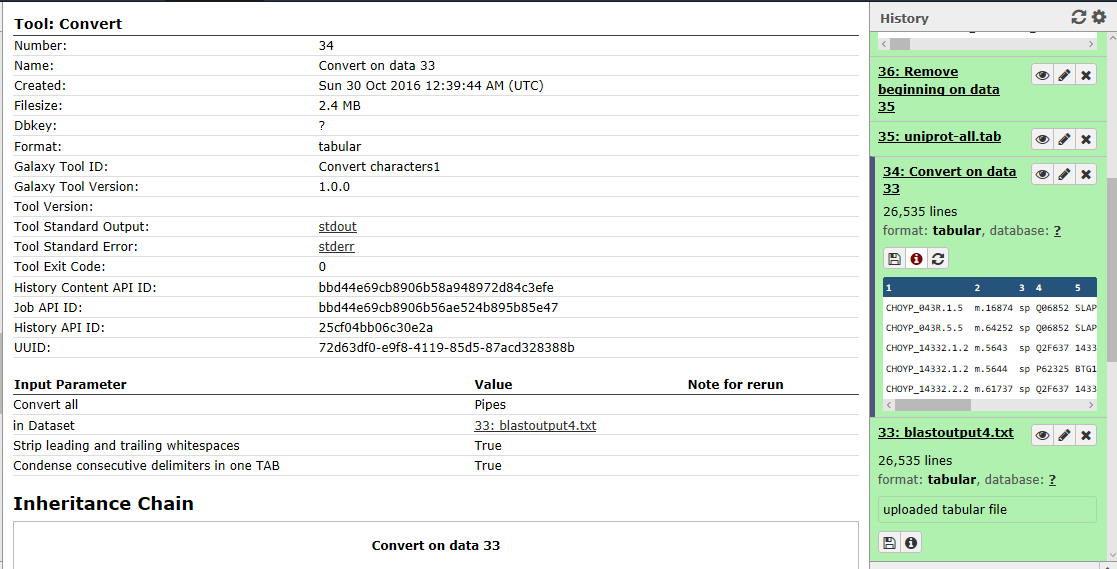 Tool: Convert
Number: 34
Name: Convert on data 33
Created: Sun 30 Oct 2016 12:39:44 AM (UTC)
Filesize: 2.4 MB
Dbkey: ?
Format: tabular
Galaxy Tool ID: Convert characters1
Galaxy Tool Version: 1.0.0
Tool Version:
Tool Standard Output: stdout
Tool Standard Error: stderr
Tool Exit Code: 0
History Content API ID: bbd44e69cb8906b58a948972d84c3efe
Job API ID: bbd44e69cb8906b56ae524b895b85e47
History API ID: 25cf04bb06c30e2a
UUID: 72d63df0-e9f8-4119-85d5-87acd328388b
Input Parameter Value Note for rerun
Convert all Pipes
in Dataset 33: blastoutput4.txt
Strip leading and trailing whitespaces True
Condense consecutive delimiters in one TAB True
Inheritance Chain
Convert on data 33
History
36: Remove
beginning on data
35
35: uniprot-all.tab
34: Convert on data
33
26,535 lines
format: tabular, database: ?
1 2 3 4 5
CHOYP_043R.1.5 m.16874 sp Q06852 SLAP
CHOYP_043R.5.5 m.64252 sp Q06852 SLAP
CHOYP_14332.1.2 m.5643 sp Q2F637 1433
CHOYP_14332.1.2 m.5644 sp P62325 BTG1
CHOYP_14332.2.2 m.61737 sp Q2F637 1433
33: blastoutput4.txt
26,535 lines
format: tabular, database: ?
uploaded tabular file